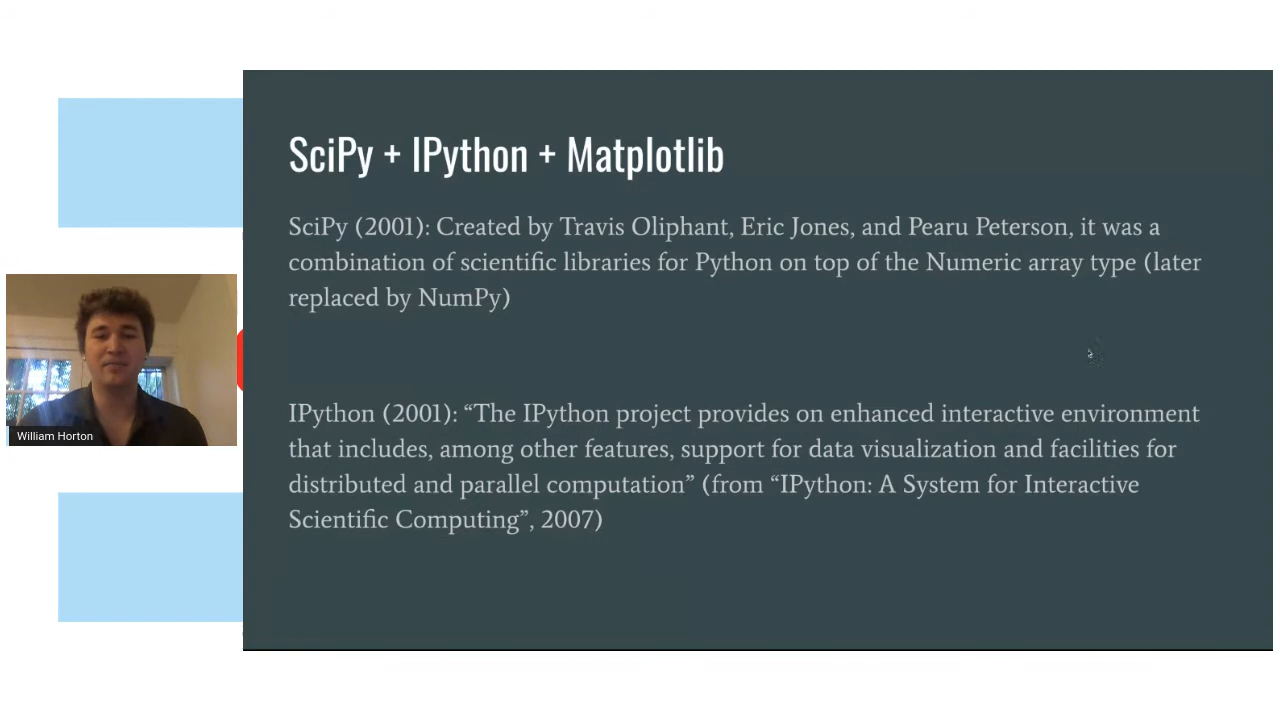 SciPy + IPython + Matplotlib
SciPy (2001): Created by Travis Oliphant, Eric Jones, and Pearu Peterson, it was a
combination of scientific libraries for Python on top of the Numeric array type (later
replaced by NumPy)
IPython (2001): “The IPython project provides on enhanced interactive environment
that includes, among other features, support for data visualization and facilities for
distributed and parallel computation” (from “IPython: A System for Interactive
Scientific Computing”, 2007)
William Horton